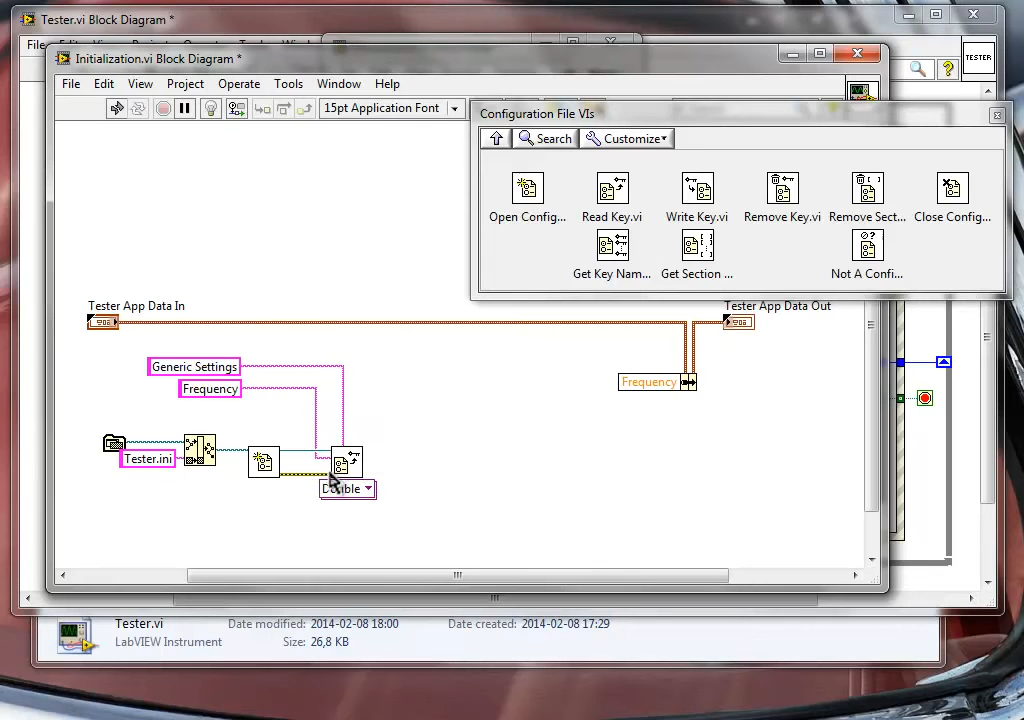 Tester.vi Block Diagram *
File
TESTER
Initialization.vi Block Diagram *
File Edit View Project Operate Tools Window Help
15pt Application Font
Configuration File VIs
Search Customize
Open Config... Read Key.vi Write Key.vi Remove Key.vi Remove Sect... Close Config...
Get Key Nam... Get Section ... Not A Confi...
Tester App Data In
Tester App Data Out
Generic Settings
Frequency
Frequency
Tester.ini
Double
Tester.vi Date modified: 2014-02-08 18:00 Date created: 2014-02-08 17:29
LabVIEW Instrument Size: 26,8 KB